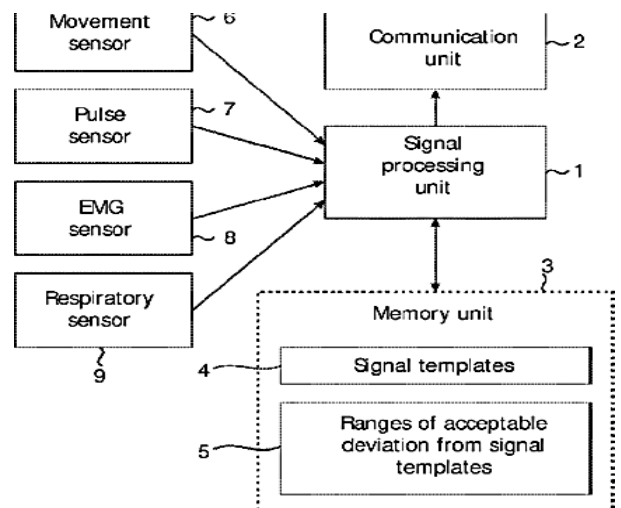 Movement
sensor
6
Communication
unit
2
Pulse
sensor
7
Signal
processing
unit
1
EMG
sensor
8
Respiratory
sensor
9
3
Memory unit
4
Signal templates
5
Ranges of acceptable
deviation from signal
templates